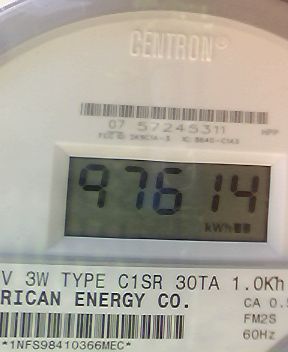 CENTRON®
07 57245311 HPP
97614
kWh
V 3W TYPE C1SR 30TA 1.0Kh
RICAN ENERGY CO.
CA 0.5
FM2S
60Hz
*1NFS98410366MEC*